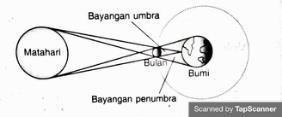 Bayangan umbra
Matahari
Bulan
Bumi
Bayangan penumbra
Scanned by TapScanner